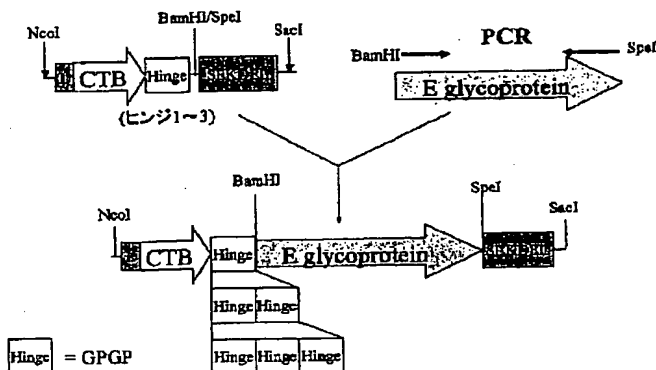 NcoI
BamHI/SpeI
SacI
CTB
Hinge
(ヒンジ1~3)
PCR
BamHI
SpeI
E glycoprotein
BamHI
SpeI
NcoI
SacI
CTB
Hinge
E glycoprotein
Hinge Hinge
Hinge Hinge Hinge
Hinge = GPGP